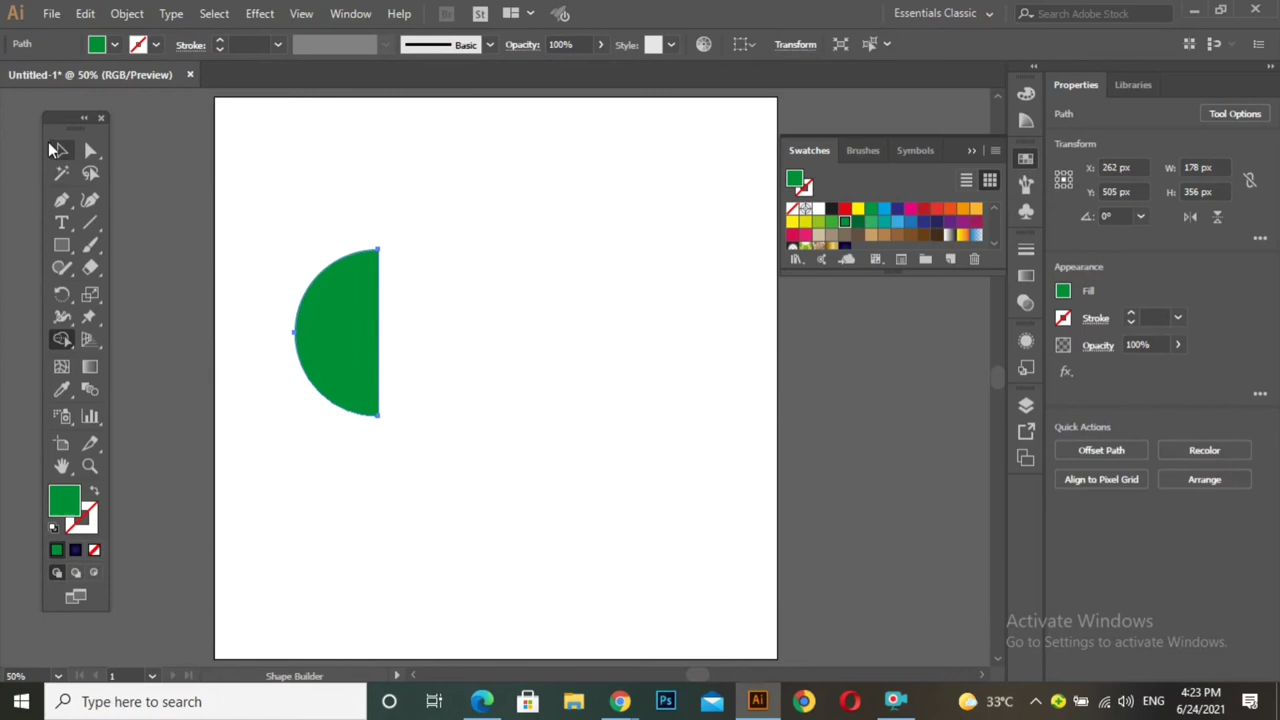 Ai File Edit Object Type Select Effect View Window Help Br St Essentials Classic Search Adobe Stock
Path Stroke: Basic Opacity: 100% Style: Transform
Untitled-1* @ 50% (RGB/Preview)
Properties Libraries
Path Tool Options
Transform
X: 262 px W: 178 px
Y: 505 px H: 356 px
0°
Swatches Brushes Symbols
Appearance
Fill
Stroke
Opacity 100%
fx.
Quick Actions
Offset Path Recolor
Align to Pixel Grid Arrange
Activate Windows
Go to Settings to activate Windows.
50% 1 Shape Builder
Type here to search Ps Ai 33°C ENG 4:23 PM
6/24/2021